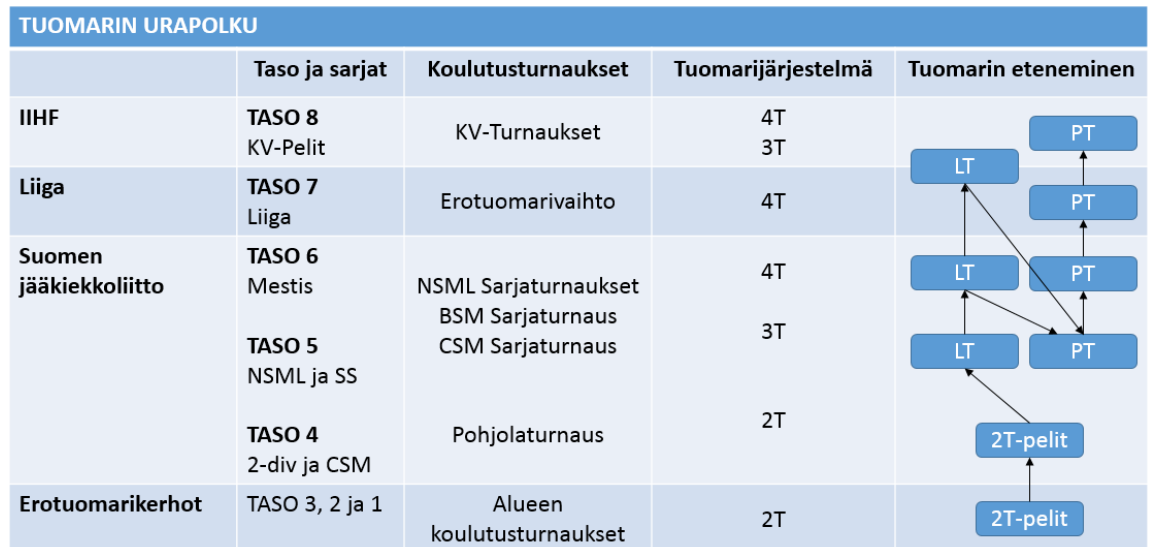 TUOMARIN URAPOLKU
Taso ja sarjat
Koulutusturnaukset
Tuomarijärjestelmä
Tuomarin eteneminen
IIHF
TASO 8
KV-Pelit
KV-Turnaukset
4T
3T
PT
LT
Liiga
TASO 7
Liiga
Erotuomarivaihto
4T
PT
Suomen
jääkiekkoliitto
TASO 6
Mestis
TASO 5
NSML ja SS
TASO 4
2-div ja CSM
NSML Sarjaturnaukset
BSM Sarjaturnaus
CSM Sarjaturnaus
Pohjolaturnaus
4T
3T
2T
LT
PT
LT
PT
2T-pelit
Erotuomarikerhot
TASO 3, 2 ja 1
Alueen
koulutusturnaukset
2T
2T-pelit